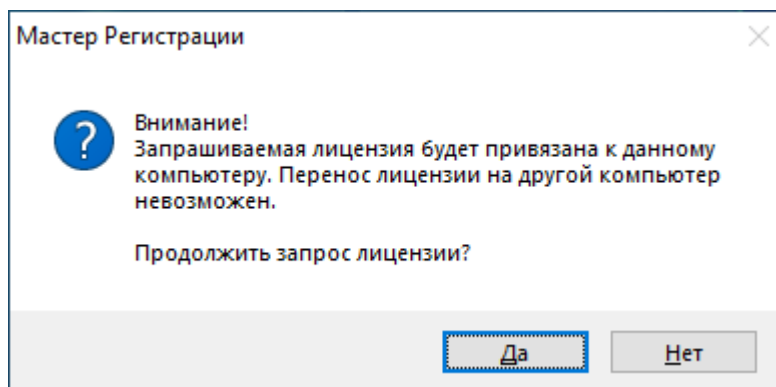 Мастер Регистрации
Внимание!
Запрашиваемая лицензия будет привязана к данному
компьютеру. Перенос лицензии на другой компьютер
невозможен.
Продолжить запрос лицензии?
Да
Нет